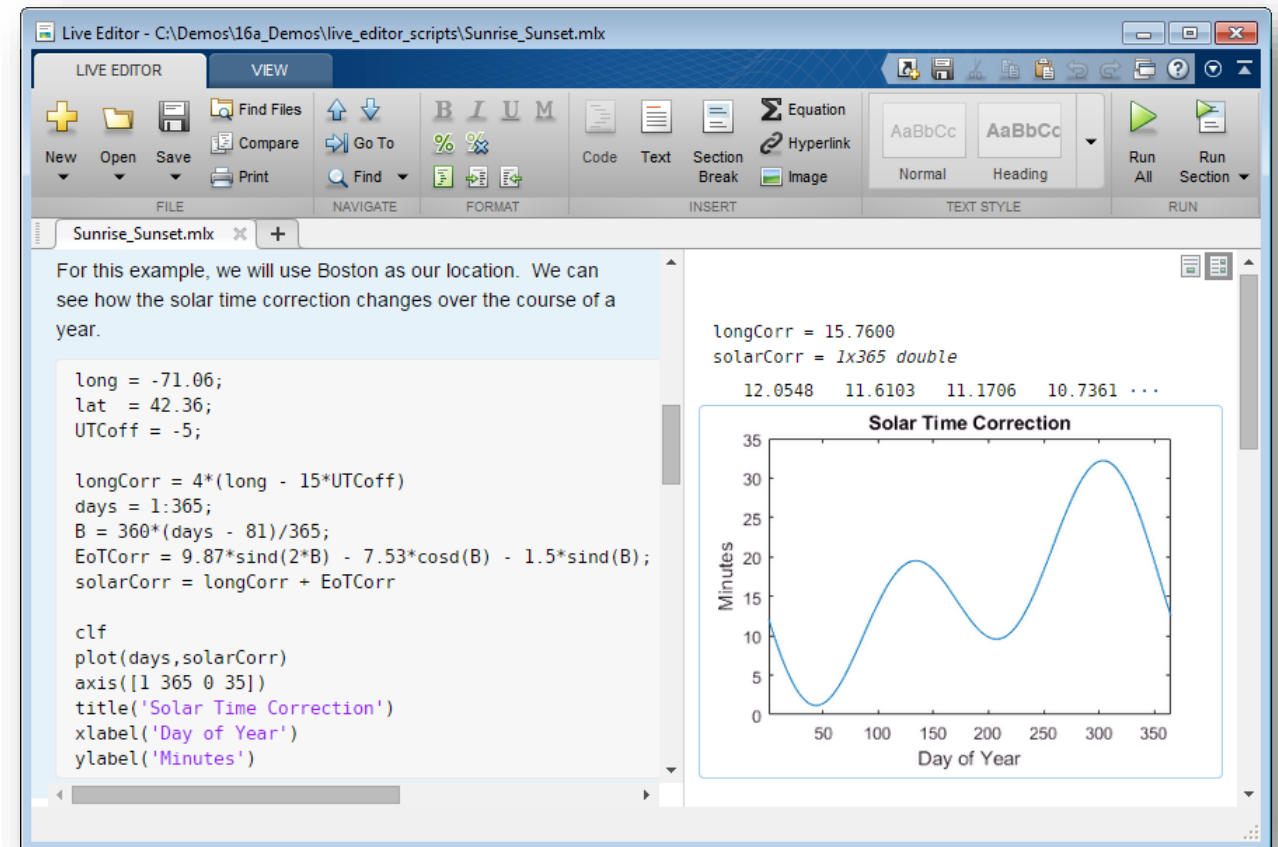 Live Editor - C:\Demos\16a_Demos\live_editor_scripts\Sunrise_Sunset.mlx
LIVE EDITOR VIEW
New Open Save
Find Files
Compare
Print
FILE
Go To
Find
NAVIGATE
B I U M
FORMAT
Code Text Section Break
Equation
Hyperlink
Image
INSERT
AaBbCc AaBbCc
Normal Heading
TEXT STYLE
Run All Run Section
RUN
Sunrise_Sunset.mlx
For this example, we will use Boston as our location. We can
see how the solar time correction changes over the course of a
year.
long = -71.06;
lat = 42.36;
UTCoff = -5;
longCorr = 4*(long - 15*UTCoff)
days = 1:365;
B = 360*(days - 81)/365;
EoTCorr = 9.87*sind(2*B) - 7.53*cosd(B) - 1.5*sind(B);
solarCorr = longCorr + EoTCorr
clf
plot(days,solarCorr)
axis([1 365 0 35])
title('Solar Time Correction')
xlabel('Day of Year')
ylabel('Minutes')
longCorr = 15.7600
solarCorr = 1x365 double
12.0548 11.6103 11.1706 10.7361 ···
Solar Time Correction
35
30
25
20
15
10
5
0
Minutes
50 100 150 200 250 300 350
Day of Year